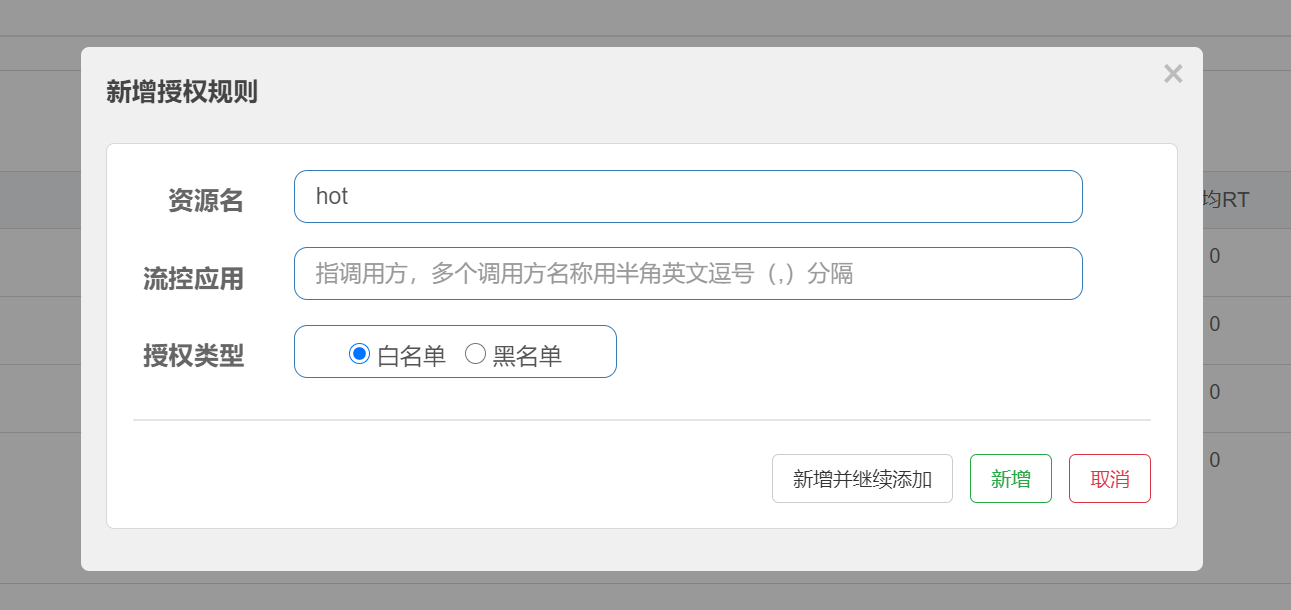 新增授权规则
×
资源名 hot
流控应用 指调用方，多个调用方名称用半角英文逗号（,）分隔
授权类型 白名单 黑名单
新增并继续添加 新增 取消
均RT
0
0
0
0